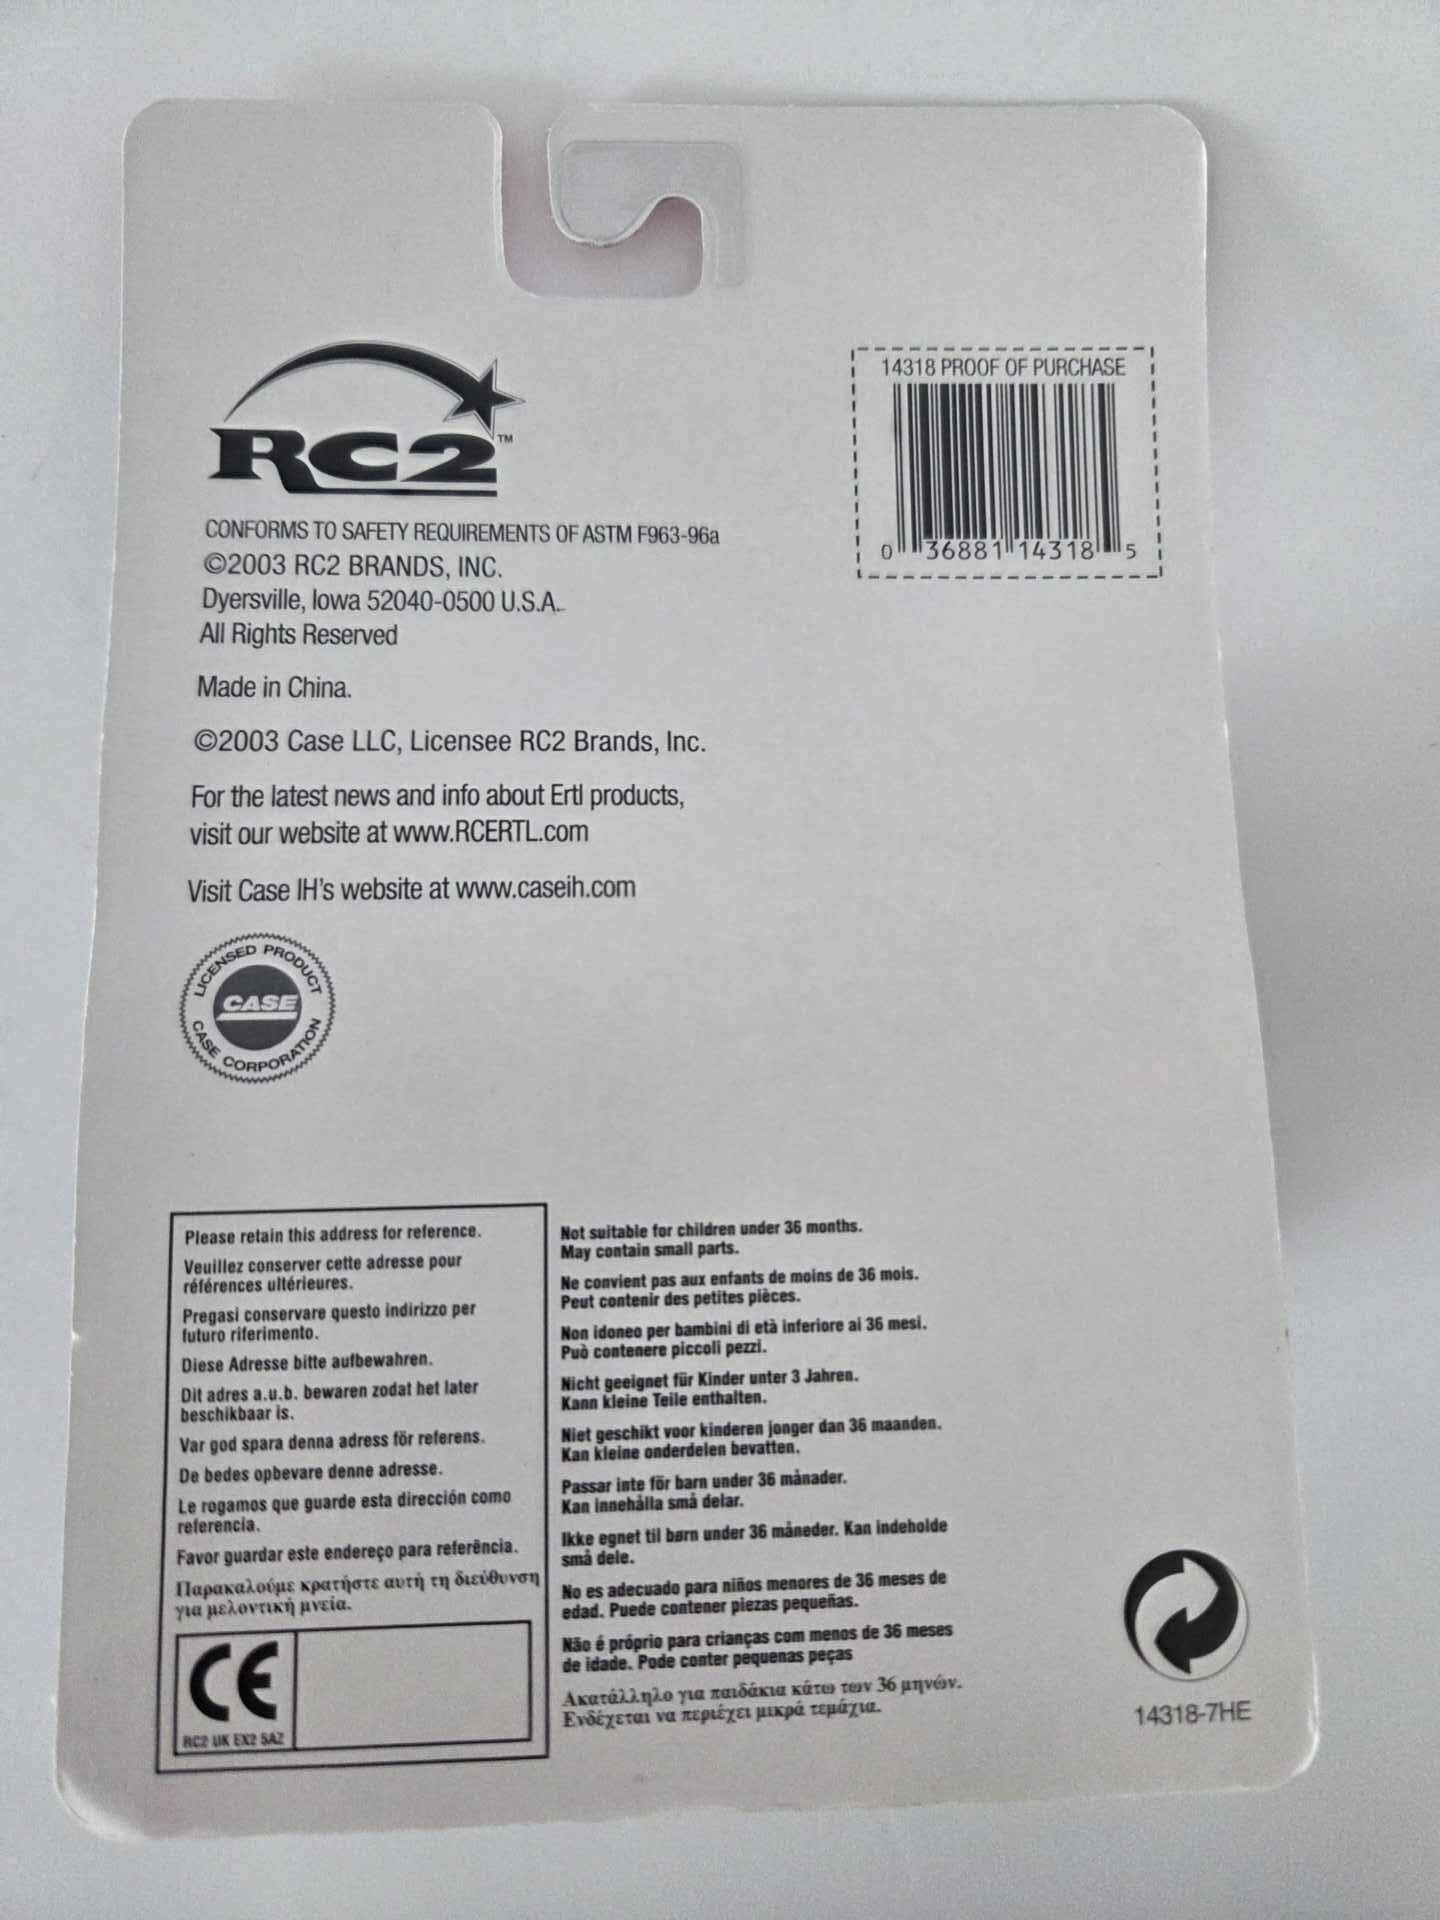 RC2™
CONFORMS TO SAFETY REQUIREMENTS OF ASTM F963-96a
©2003 RC2 BRANDS, INC.
Dyersville, Iowa 52040-0500 U.S.A.
All Rights Reserved
Made in China.
©2003 Case LLC, Licensee RC2 Brands, Inc.
For the latest news and info about Ertl products,
visit our website at www.RCERTL.com
Visit Case IH's website at www.caseih.com
LICENSED PRODUCT
CASE
CASE CORPORATION
14318 PROOF OF PURCHASE
0 36881 14318 5
Please retain this address for reference.
Veuillez conserver cette adresse pour
références ultérieures.
Pregasi conservare questo indirizzo per
futuro riferimento.
Diese Adresse bitte aufbewahren.
Dit adres a.u.b. bewaren zodat het later
beschikbaar is.
Var god spara denna adress för referens.
De bedes opbevare denne adresse.
Le rogamos que guarde esta dirección como
referencia.
Favor guardar este endereço para referência.
Παρακαλούμε κρατήστε αυτή τη διεύθυνση
για μελοντική μνεία.
CE
RC2 UK EX2 5AZ
Not suitable for children under 36 months.
May contain small parts.
Ne convient pas aux enfants de moins de 36 mois.
Peut contenir des petites pièces.
Non idoneo per bambini di età inferiore ai 36 mesi.
Può contenere piccoli pezzi.
Nicht geeignet für Kinder unter 3 Jahren.
Kann kleine Teile enthalten.
Niet geschikt voor kinderen jonger dan 36 maanden.
Kan kleine onderdelen bevatten.
Passar inte för barn under 36 månader.
Kan innehålla små delar.
Ikke egnet til børn under 36 måneder. Kan indeholde
små dele.
No es adecuado para niños menores de 36 meses de
edad. Puede contener piezas pequeñas.
Não é próprio para crianças com menos de 36 meses
de idade. Pode conter pequenas peças
Ακατάλληλο για παιδάκια κάτω των 36 μηνών.
Ενδέχεται να περιέχει μικρά τεμάχια.
14318-7HE